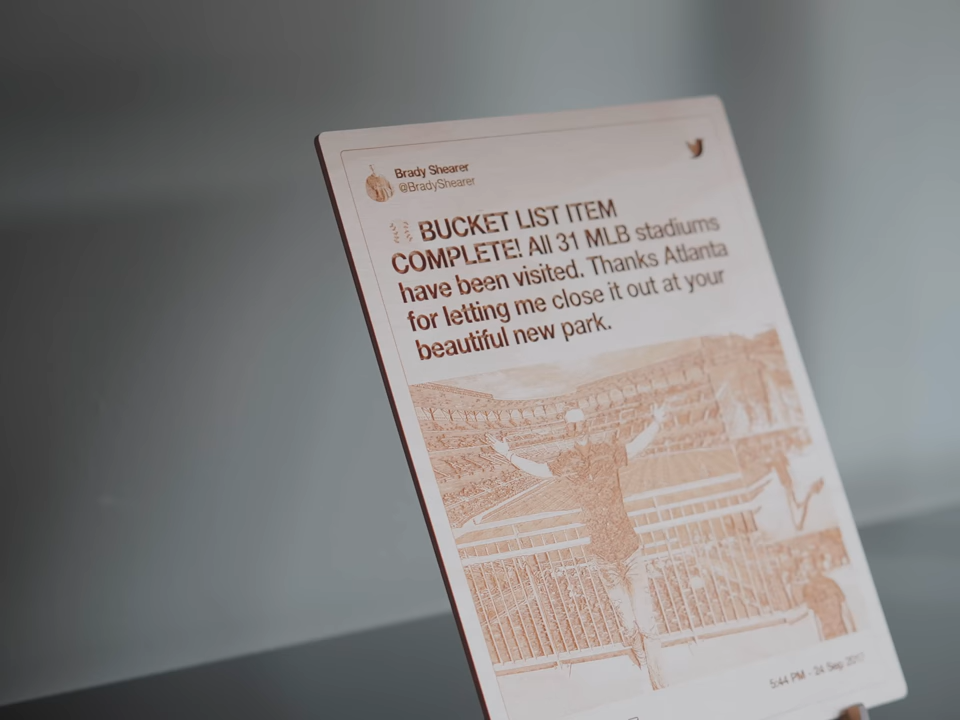 Brady Shearer
@BradyShearer
BUCKET LIST ITEM
COMPLETE! All 31 MLB stadiums
have been visited. Thanks Atlanta
for letting me close it out at your
beautiful new park.
5:44 PM - 24 Sep 2017